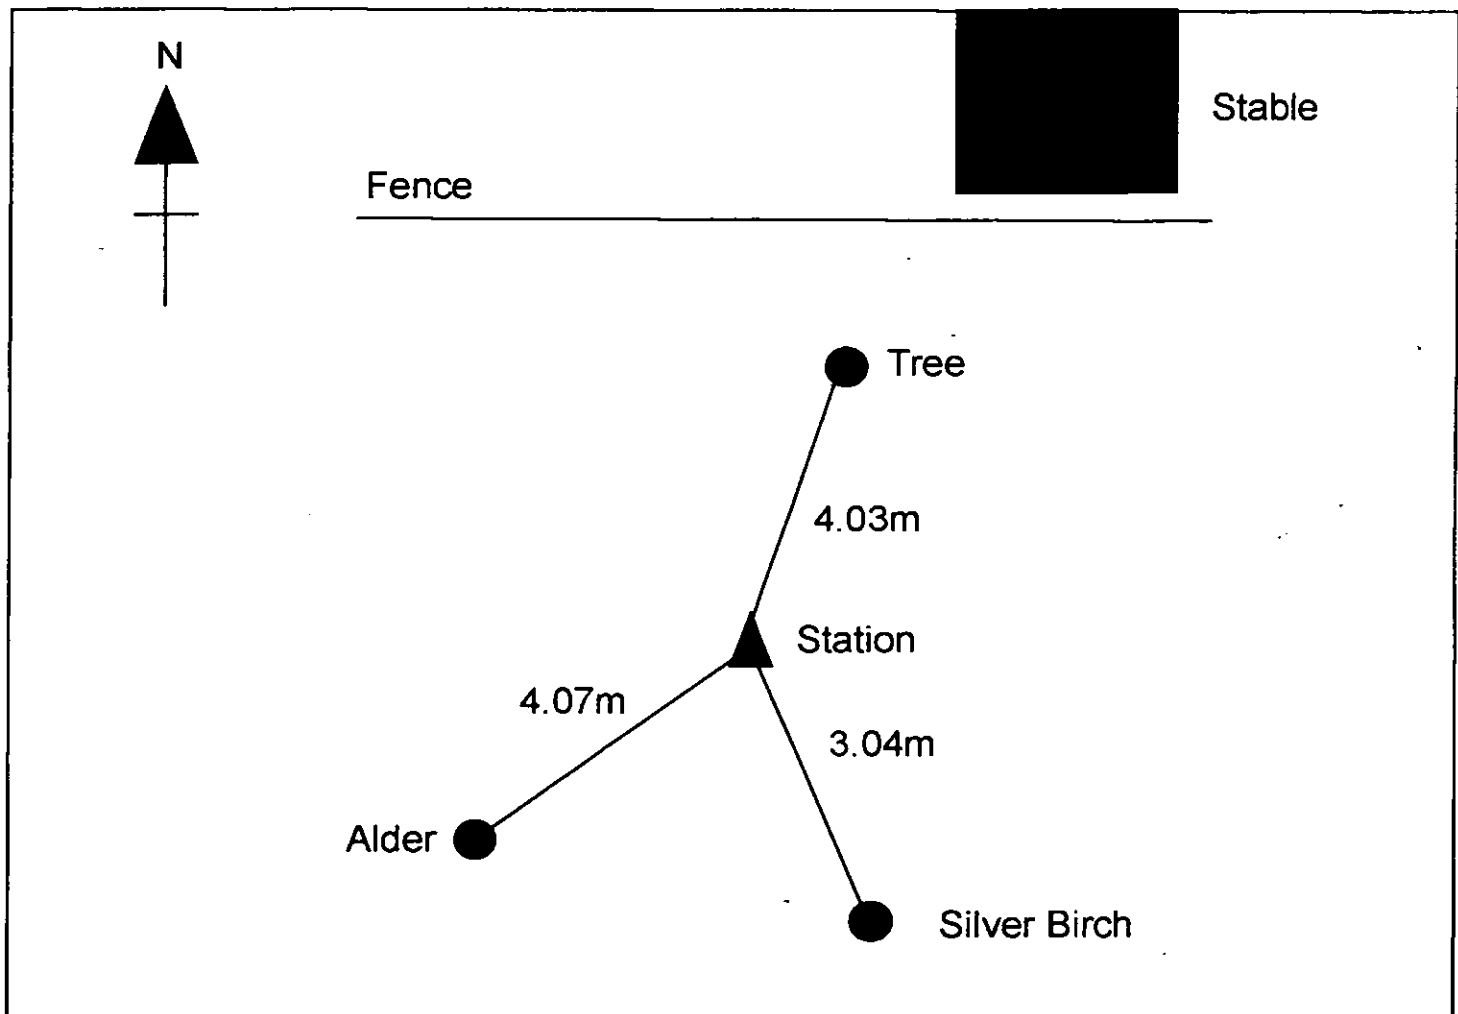 N
Stable
Fence
Tree
4.03m
Station
4.07m
3.04m
Alder
Silver Birch